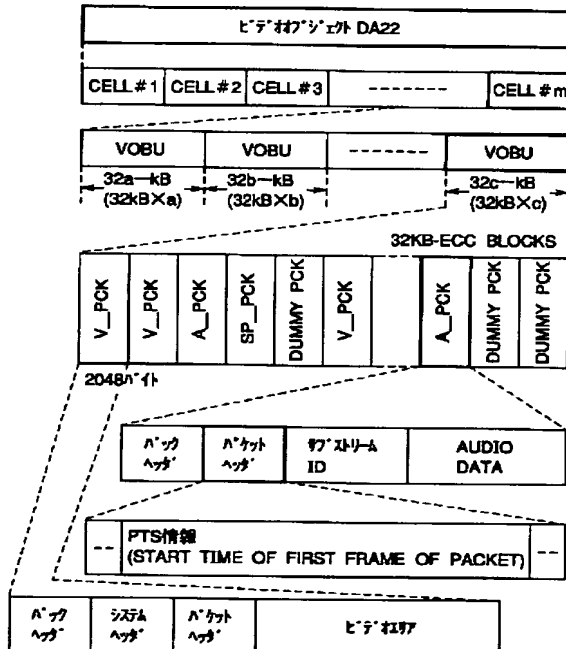 ビデオオブジェクト DA22
CELL#1 CELL#2 CELL#3 ------- CELL#m
VOBU VOBU ------ VOBU
32a—kB 32b—kB 32c—kB
(32kB×a) (32kB×b) (32kB×c)
32KB-ECC BLOCKS
V_PCK V_PCK A_PCK SP_PCK DUMMY PCK V_PCK A_PCK DUMMY PCK DUMMY PCK
2048バイト
パック パケット サブストリーム AUDIO
ヘッダ ヘッダ ID DATA
PTS情報
-- (START TIME OF FIRST FRAME OF PACKET) --
パック システム パケット ビデオエリア
ヘッダ ヘッダ ヘッダ